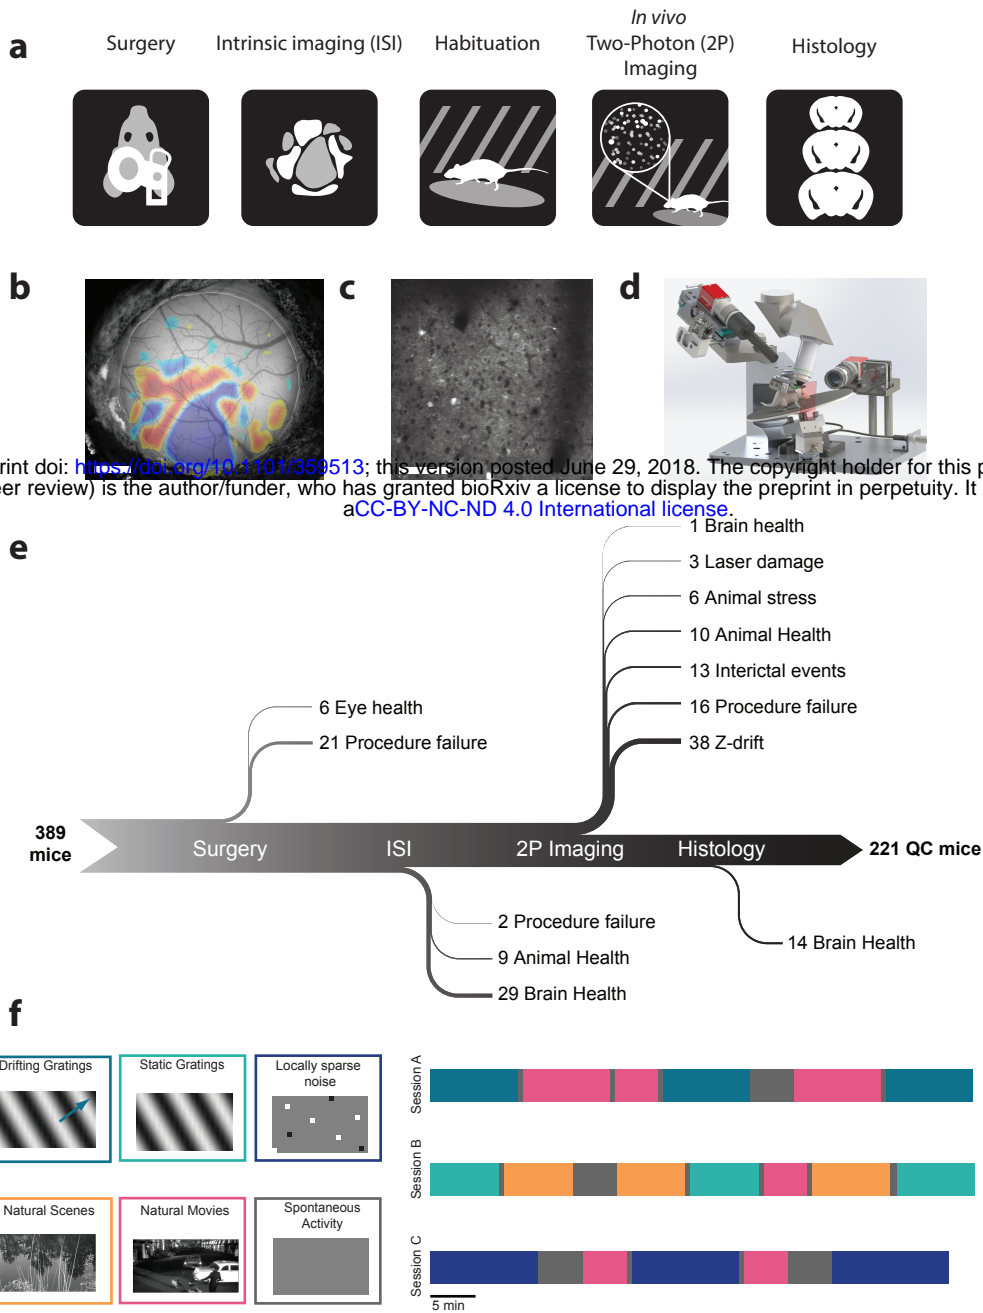 a
Surgery
Intrinsic imaging (ISI)
Habituation
In vivo
Two-Photon (2P)
Imaging
Histology
b
c
d
rint doi: https://doi.org/10.1101/359513; this version posted June 29, 2018. The copyright holder for this p
eer review) is the author/funder, who has granted bioRxiv a license to display the preprint in perpetuity. It
aCC-BY-NC-ND 4.0 International license.
e
1 Brain health
3 Laser damage
6 Animal stress
10 Animal Health
13 Interictal events
16 Procedure failure
38 Z-drift
6 Eye health
21 Procedure failure
389
mice
Surgery
ISI
2P Imaging
Histology
221 QC mice
2 Procedure failure
9 Animal Health
29 Brain Health
14 Brain Health
f
Drifting Gratings
Static Gratings
Locally sparse
noise
Natural Scenes
Natural Movies
Spontaneous
Activity
Session A
Session B
Session C
5 min